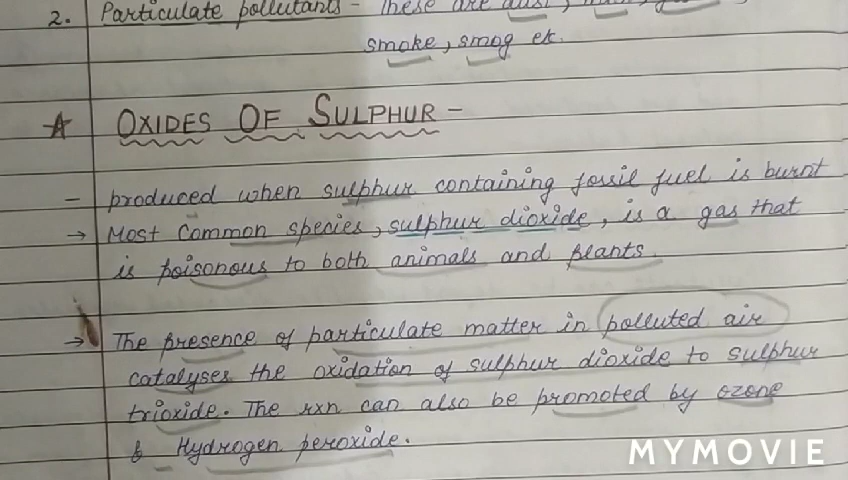 2. Particulate pollutants - These are dust,
smoke, smog etc.
OXIDES OF SULPHUR -
- produced when sulphur containing fossil fuel is burnt
→ Most common species, sulphur dioxide, is a gas that
is poisonous to both animals and plants.
→ The presence of particulate matter in polluted air
catalyses the oxidation of sulphur dioxide to sulphur
trioxide. The rxn can also be promoted by ozone
& Hydrogen peroxide.
MYMOVIE